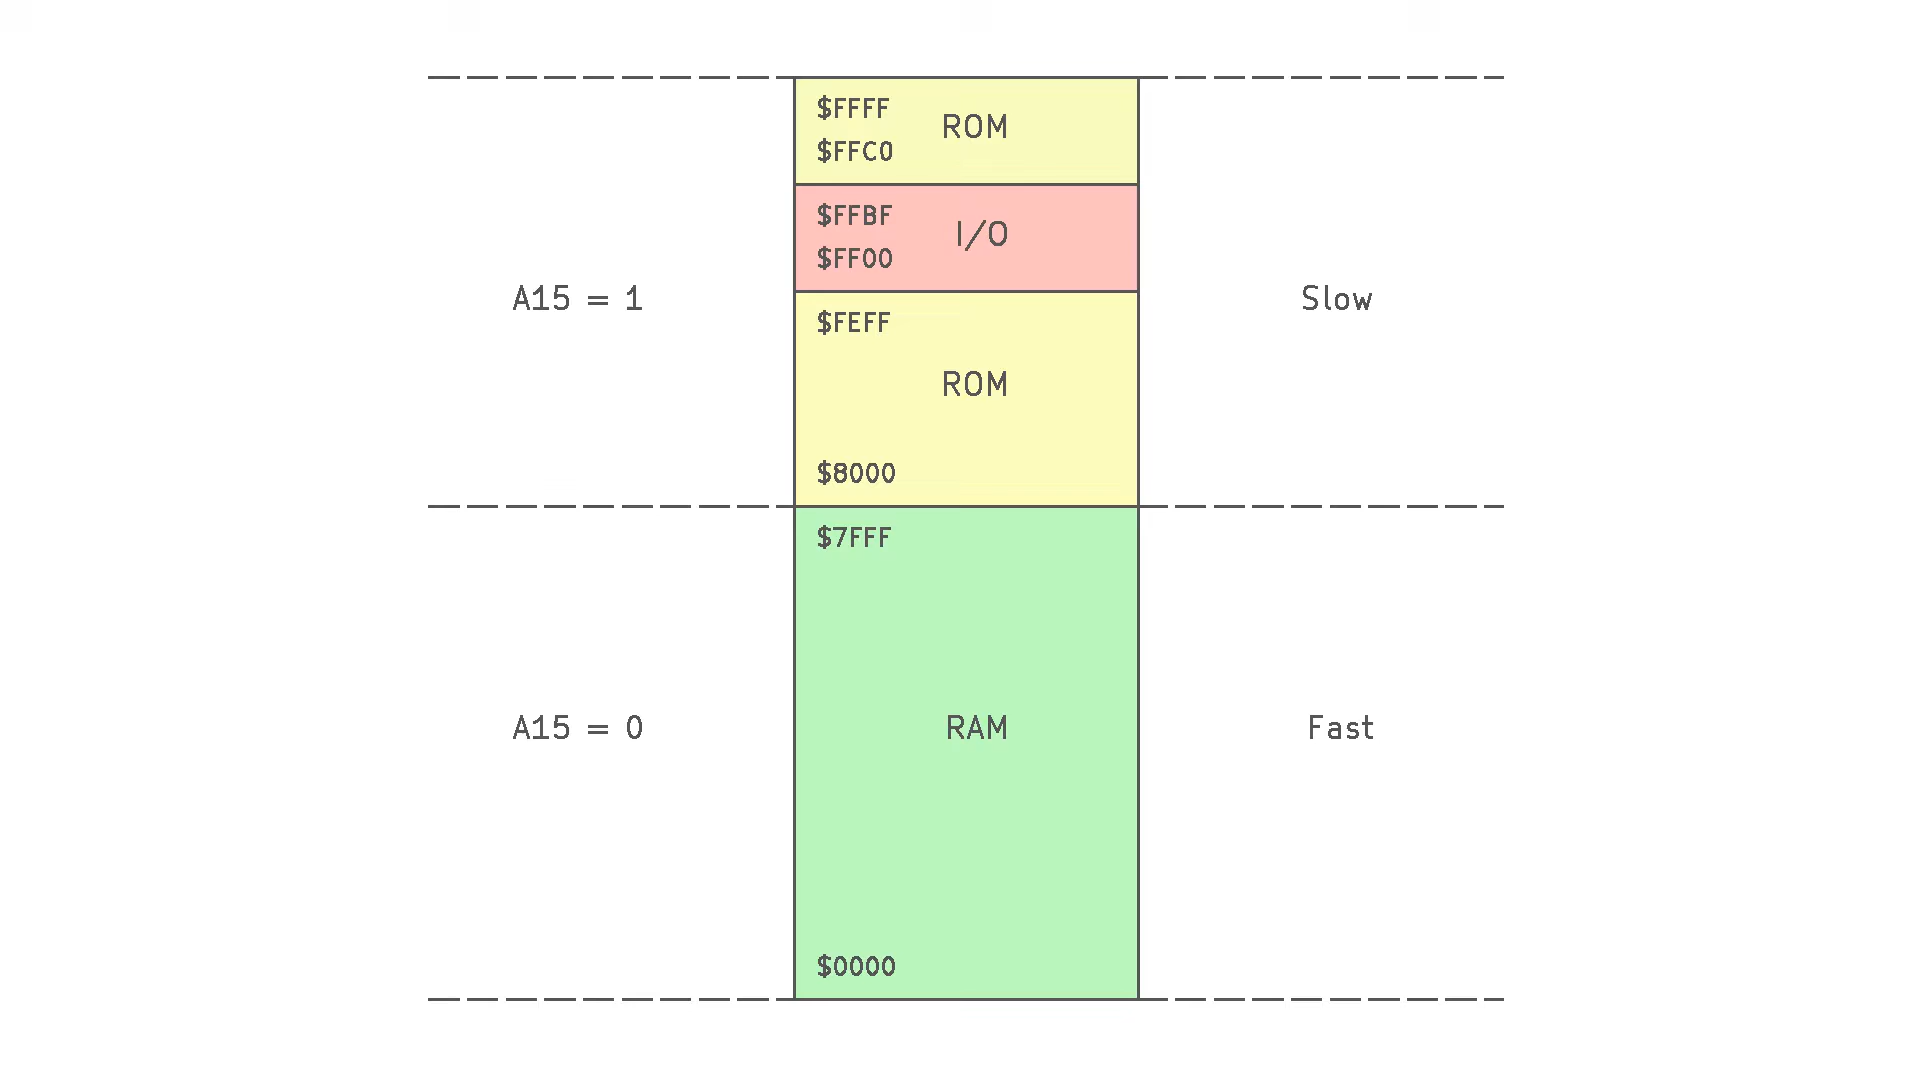 $FFFF
ROM
$FFC0
$FFBF
I/O
$FF00
A15 = 1
Slow
$FEFF
ROM
$8000
$7FFF
A15 = 0
RAM
Fast
$0000